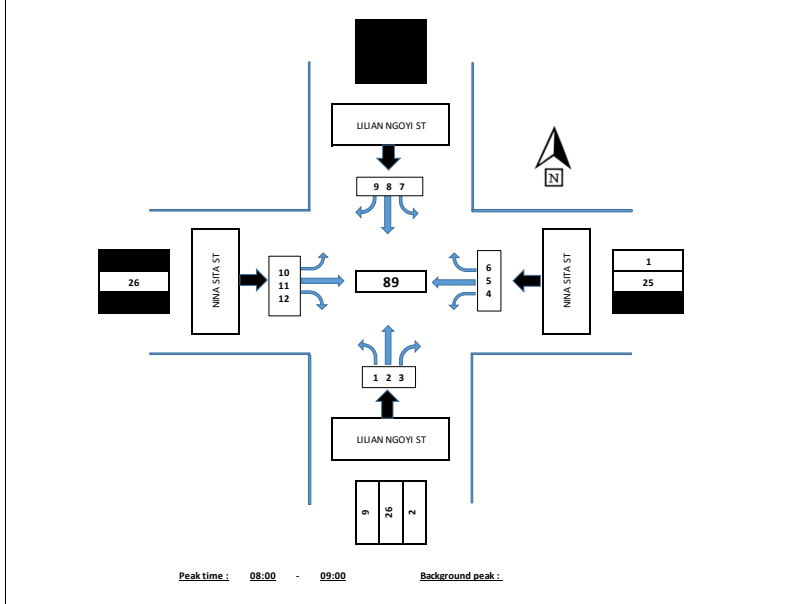 LILIAN NGOYI ST
9 8 7
N
NINA SITA ST
26
10
11
12
89
6
5
4
NINA SITA ST
1
25
1 2 3
LILIAN NGOYI ST
9 26 2
Peak time : 08:00 - 09:00 Background peak :